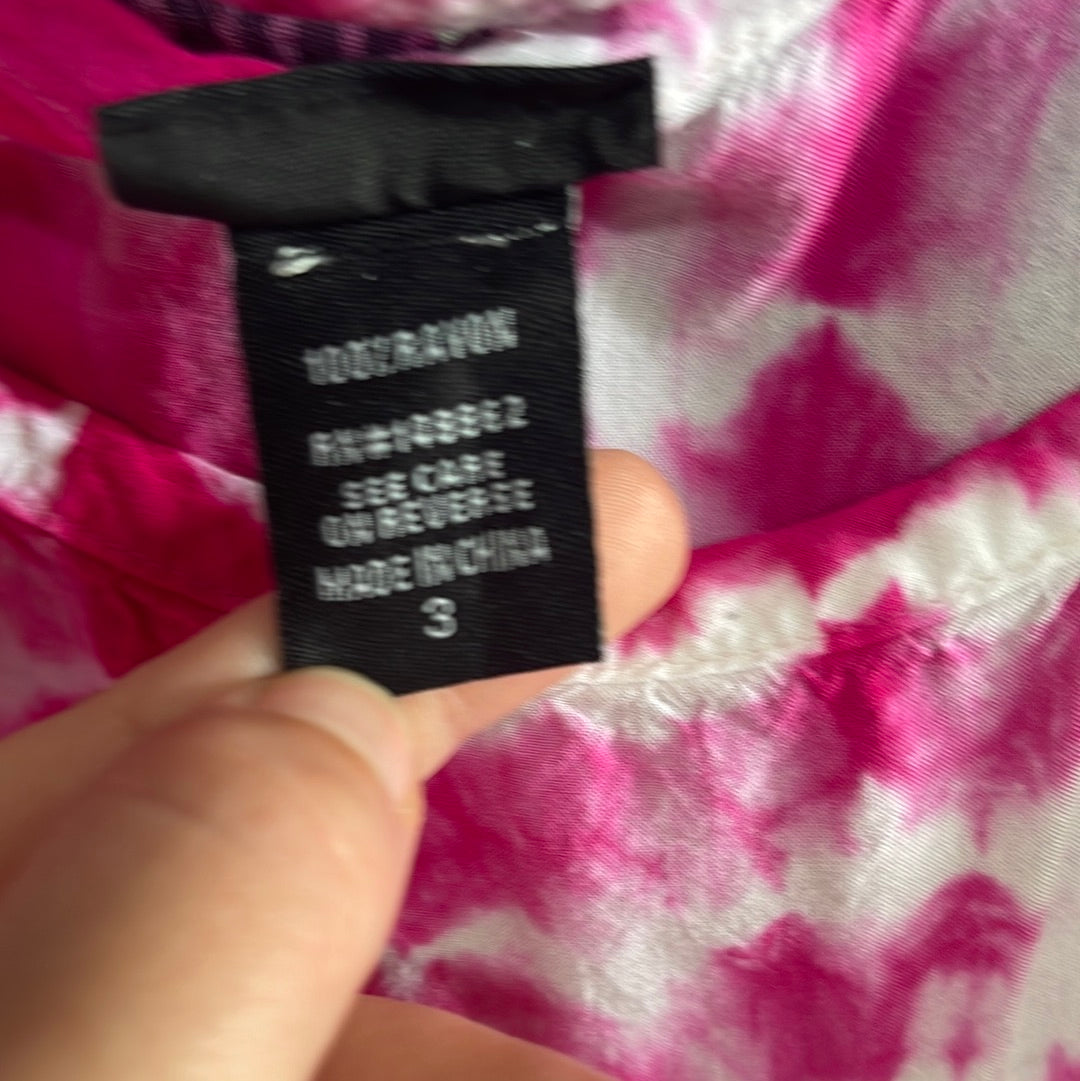 100%RAYON
SEE CARE
ON REVERSE
MADE IN CHINA
3